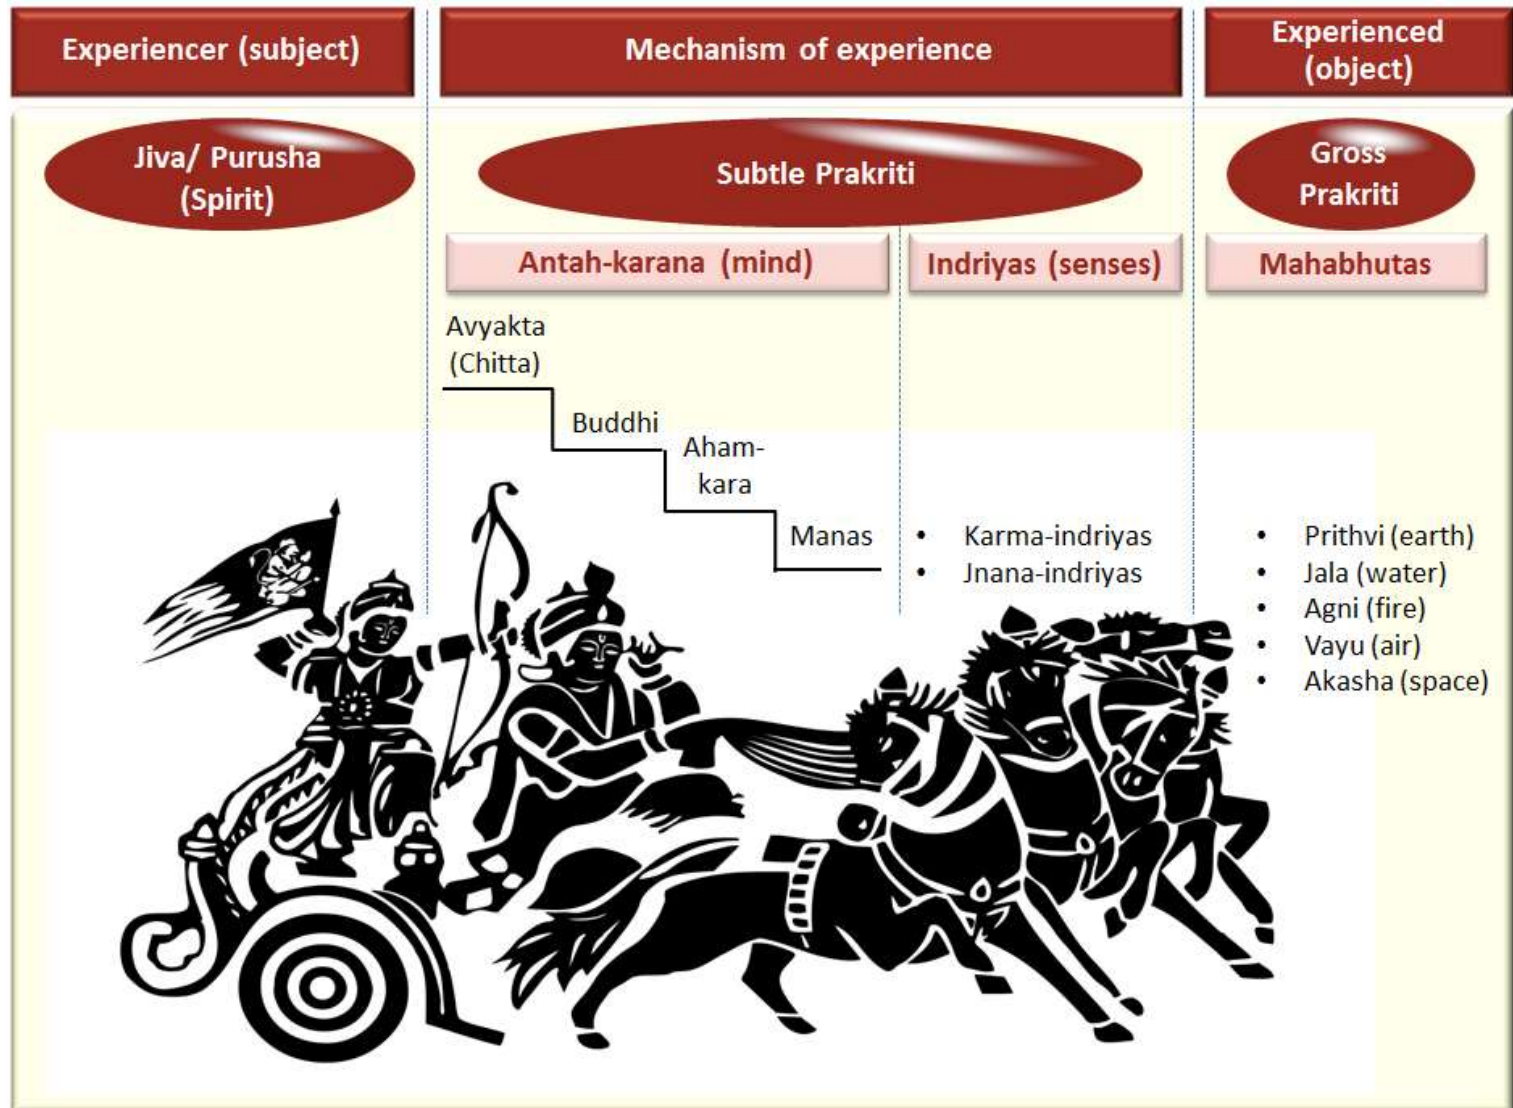 Experiencer (subject)
Mechanism of experience
Experienced
(object)
Jiva/ Purusha
(Spirit)
Subtle Prakriti
Gross
Prakriti
Antah-karana (mind)
Indriyas (senses)
Mahabhutas
Avyakta
(Chitta)
Buddhi
Aham-
kara
Manas
• Karma-indriyas
• Jnana-indriyas
• Prithvi (earth)
• Jala (water)
• Agni (fire)
• Vayu (air)
• Akasha (space)